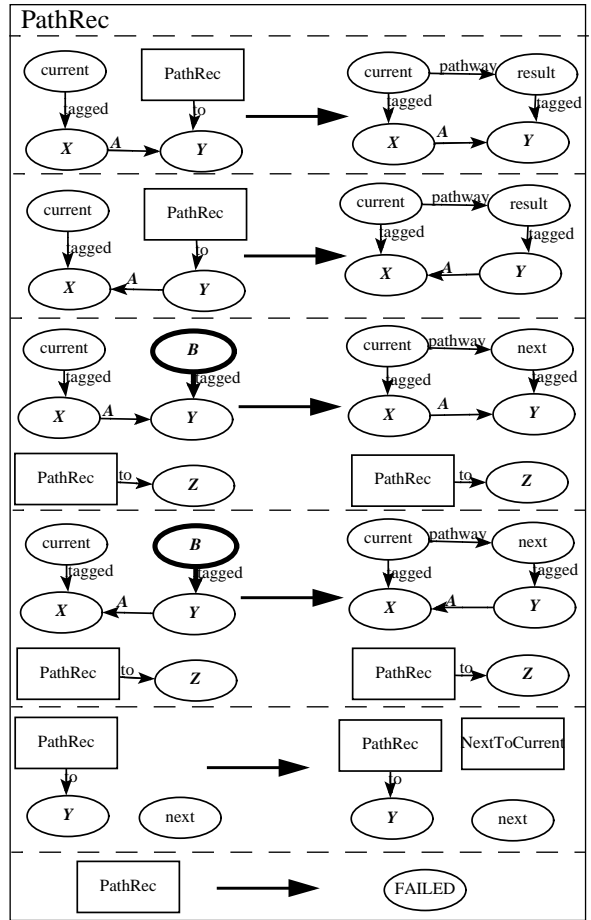 PathRec
current PathRec current pathway result
tagged to tagged tagged
X A Y X A Y
current PathRec current pathway result
tagged to tagged tagged
X A Y X A Y
current B current pathway next
tagged tagged tagged tagged
X A Y X A Y
PathRec to Z PathRec to Z
current B current pathway next
tagged tagged tagged tagged
X A Y X A Y
PathRec to Z PathRec to Z
PathRec PathRec NextToCurrent
to to
Y next Y next
PathRec FAILED